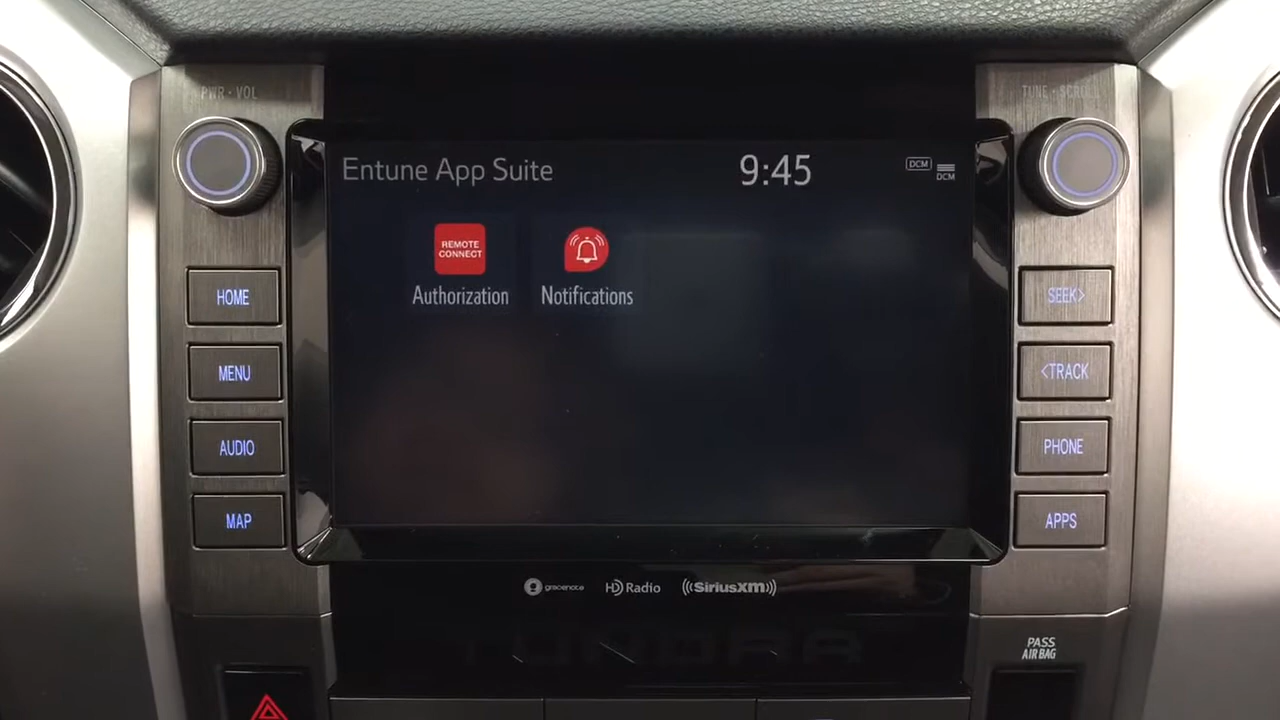 PWR • VOL
TUNE • SCROLL
Entune App Suite
9:45
DCM
DCM
REMOTE
CONNECT
Authorization
Notifications
HOME
MENU
AUDIO
MAP
SEEK>
<TRACK
PHONE
APPS
gracenote
HD Radio
((SiriusXM))
TUNDRA
PASS
AIR BAG